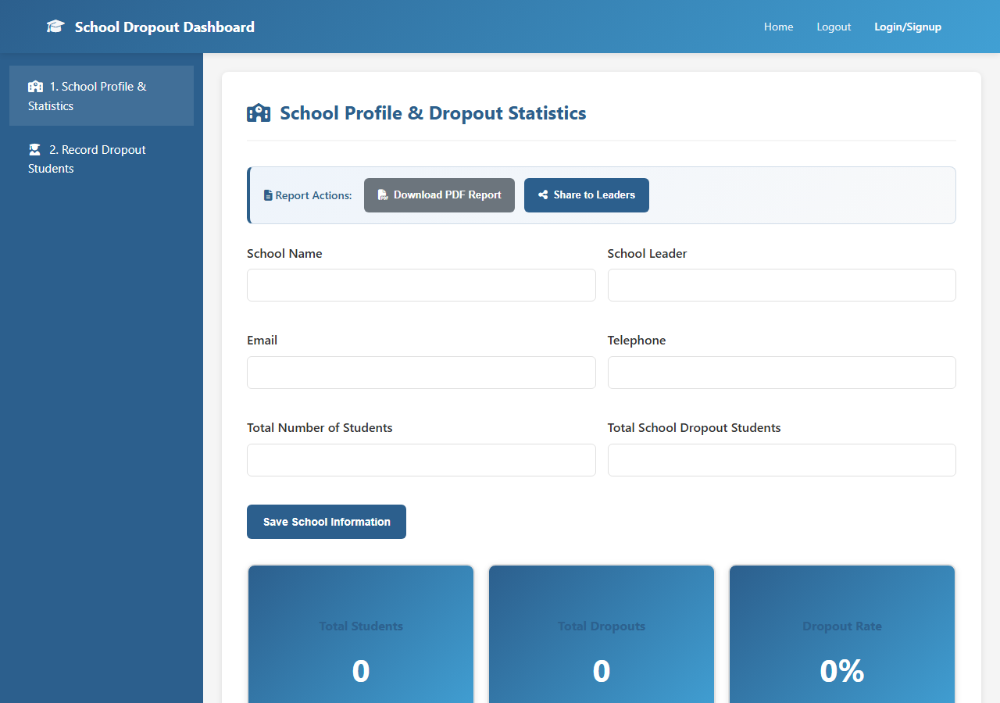 School Dropout Dashboard
Home
Logout
Login/Signup
1. School Profile &
Statistics
2. Record Dropout
Students
School Profile & Dropout Statistics
Report Actions:
Download PDF Report
Share to Leaders
School Name
School Leader
Email
Telephone
Total Number of Students
Total School Dropout Students
Save School Information
Total Students
Total Dropouts
Dropout Rate
0
0
0%